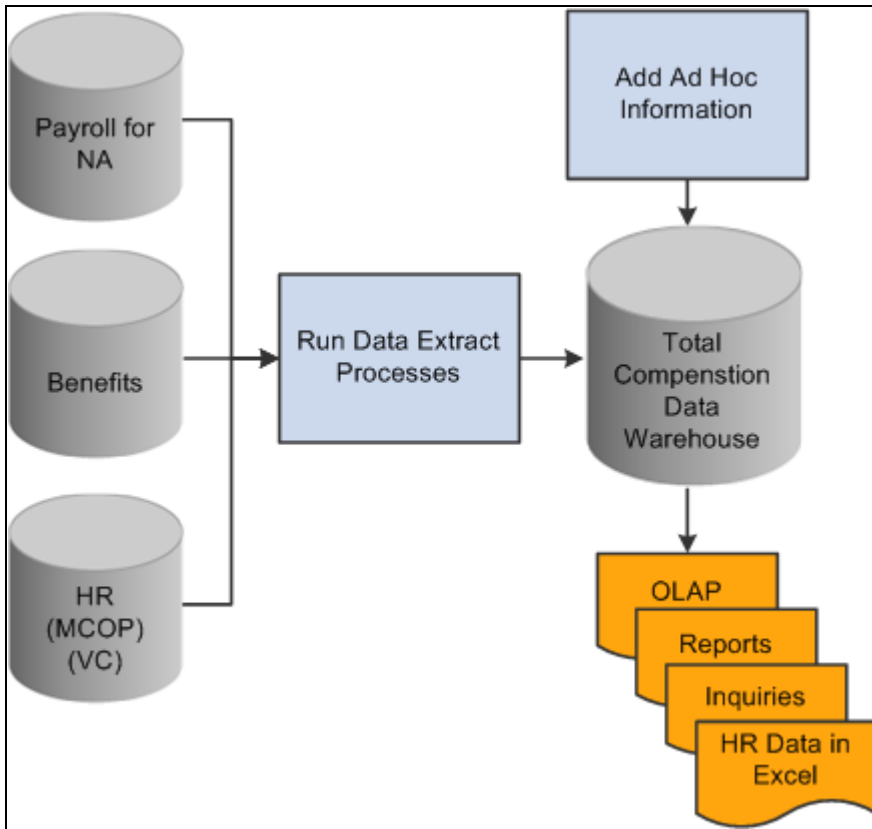 Payroll for
NA
Add Ad Hoc
Information
Benefits
Run Data Extract
Processes
Total
Compenstion
Data
Warehouse
HR
(MCOP)
(VC)
OLAP
Reports
Inquiries
HR Data in
Excel